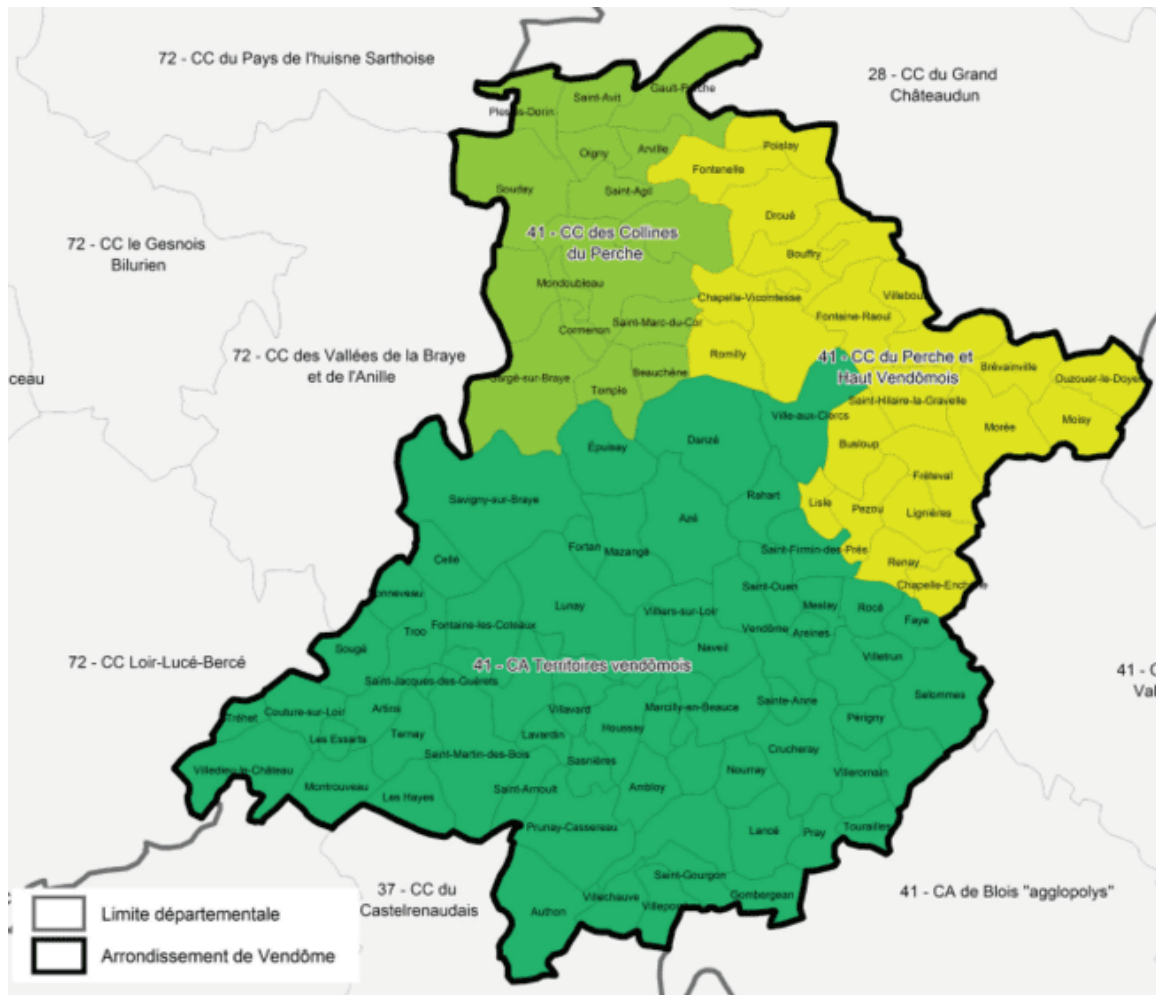 72 - CC du Pays de l'huisne Sarthoise
28 - CC du Grand
Châteaudun
Gault-Perche
Saint-Avit
Plessis-Dorin
Poislay
Arville
Oigny
Fontenelle
Souday
Saint-Agil
Droué
41 - CC des Collines
du Perche
72 - CC le Gesnois
Bilurien
Bouffry
Mondoubleau
Chapelle-Vicomtesse
Villebou
Fontaine-Raoul
Saint-Marc-du-Cor
Cormenon
72 - CC des Vallées de la Braye
et de l'Anille
Romilly
41 - CC du Perche et
Haut Vendômois
Brévainville
ceau
Sargé-sur-Braye
Beauchêne
Ouzouer-le-Doyen
Temple
Saint-Hilaire-la-Gravelle
Ville-aux-Clercs
Moisy
Morée
Danzé
Busloup
Épuisay
Fréteval
Savigny-sur-Braye
Rahart
Lisle
Pezou
Lignières
Azé
Fortan
Mazangé
Saint-Firmin-des-Prés
Cellé
Renay
Chapelle-Enchérie
Saint-Ouen
onneveau
Lunay
Villiers-sur-Loir
Meslay
Rocé
Faye
Troo
Fontaine-les-Coteaux
Vendôme
Areines
Sougé
Naveil
72 - CC Loir-Lucé-Bercé
41 - CA Territoires vendômois
Villetrun
41 - C
Val
Saint-Jacques-des-Guérets
Selommes
Tréhet
Couture-sur-Loir
Artins
Villavard
Marcilly-en-Beauce
Sainte-Anne
Périgny
Les Essarts
Ternay
Lavardin
Houssay
Saint-Martin-des-Bois
Sasnières
Crucheray
Villedieu-le-Château
Nourray
Villeromain
Montrouveau
Les Hayes
Saint-Arnoult
Ambloy
Prunay-Cassereau
Lancé
Pray
Tourailles
37 - CC du
Castelrenaudais
Saint-Gourgon
41 - CA de Blois "agglopolys"
Villechauve
Gombergean
Authon
Villepor
Limite départementale
Arrondissement de Vendôme